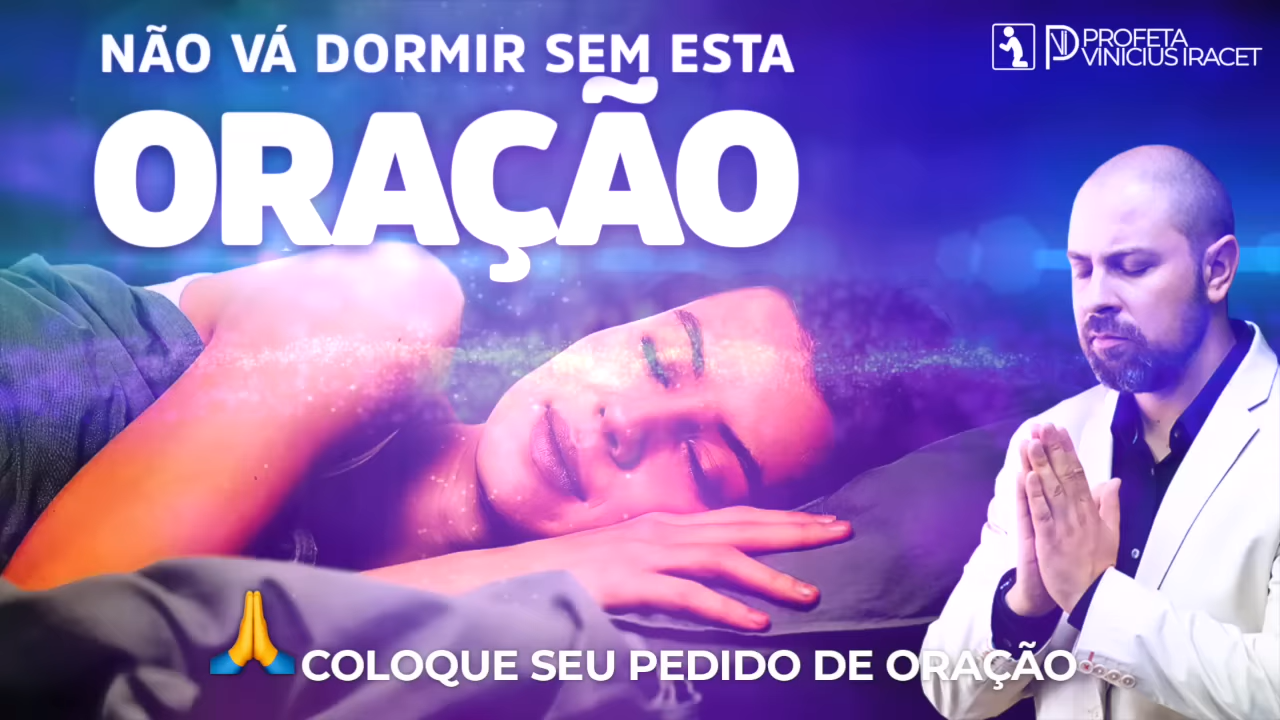 NÃO VÁ DORMIR SEM ESTA
ORAÇÃO
PROFETA
VINICIUS IRACET
COLOQUE SEU PEDIDO DE ORAÇÃO